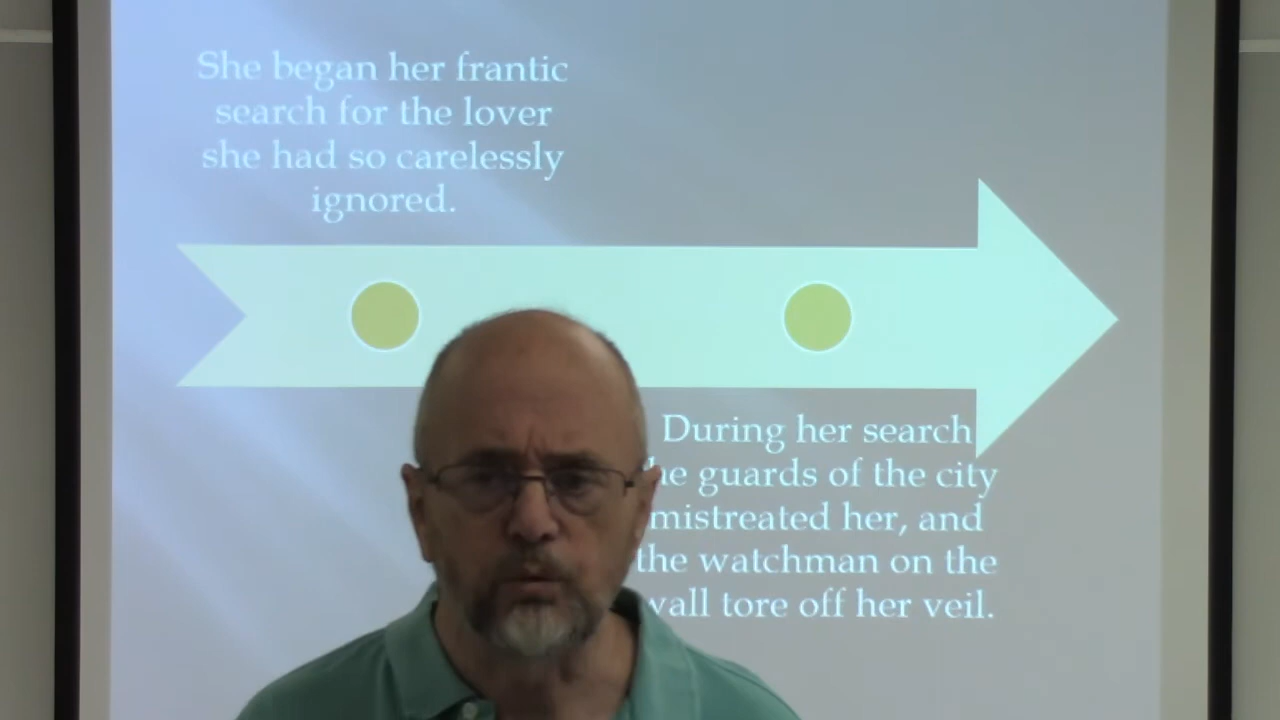 She began her frantic
search for the lover
she had so carelessly
ignored.
During her search
guards of the city
mistreated her, and
the watchman on the
tore off her veil.